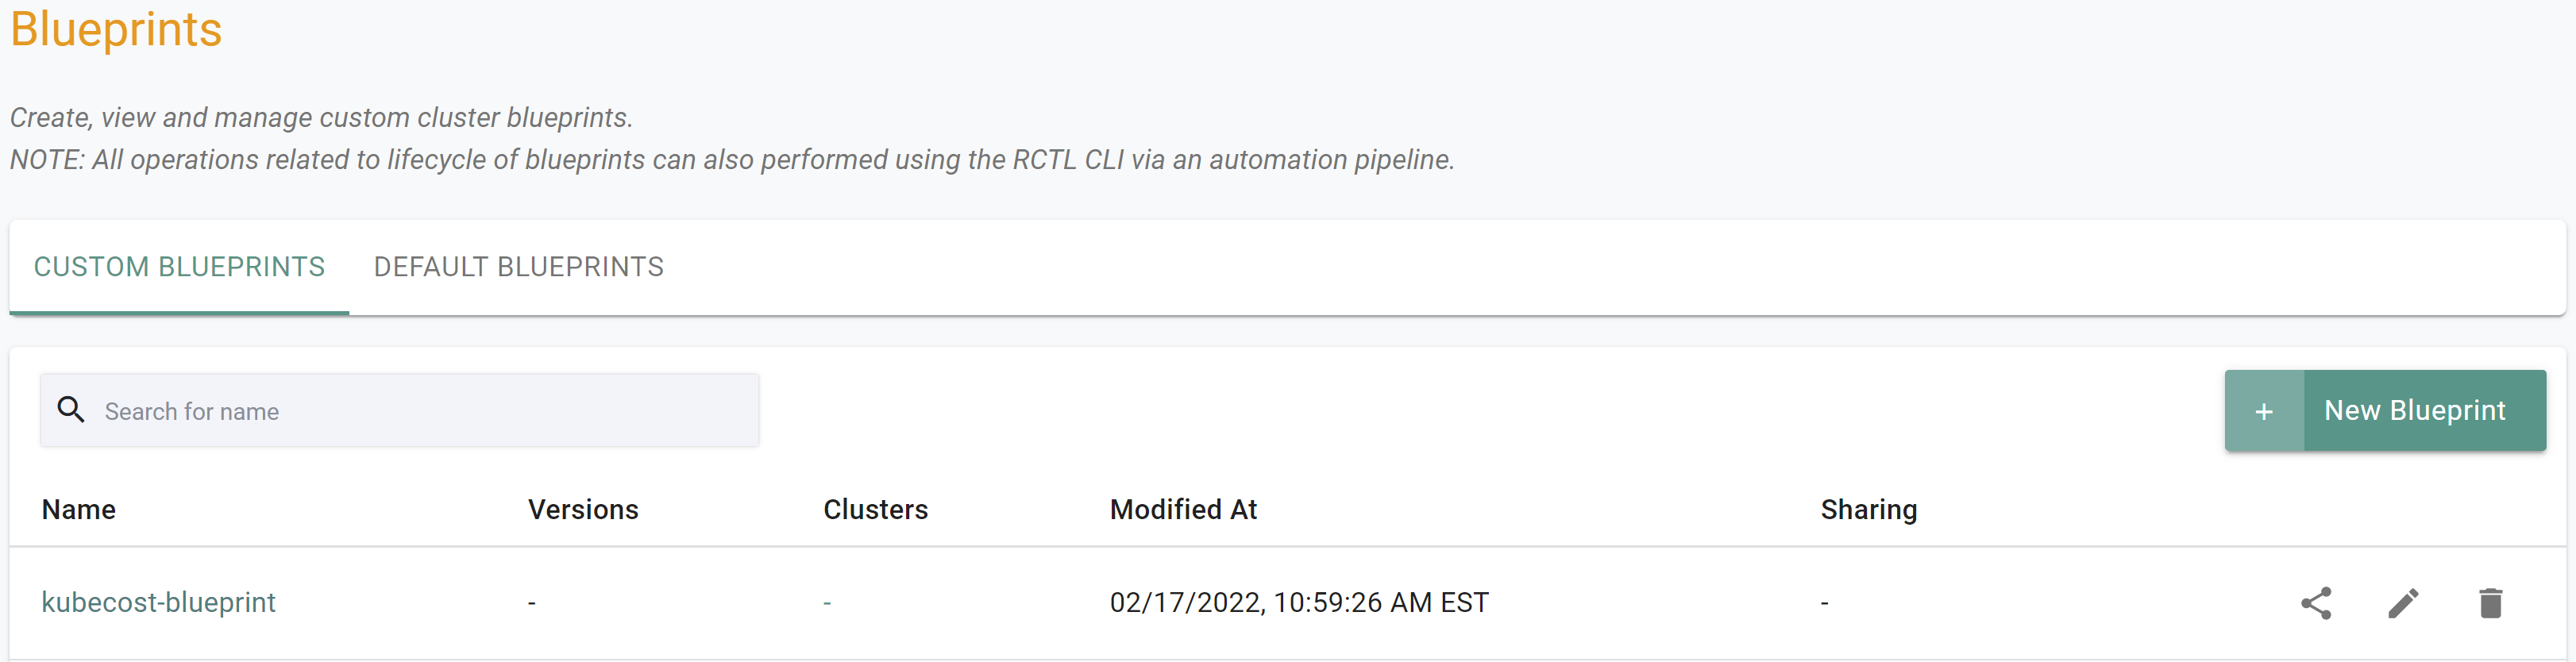 Blueprints
Create, view and manage custom cluster blueprints.
NOTE: All operations related to lifecycle of blueprints can also performed using the RCTL CLI via an automation pipeline.
CUSTOM BLUEPRINTS DEFAULT BLUEPRINTS
Search for name + New Blueprint
Name Versions Clusters Modified At Sharing
kubecost-blueprint - - 02/17/2022, 10:59:26 AM EST -